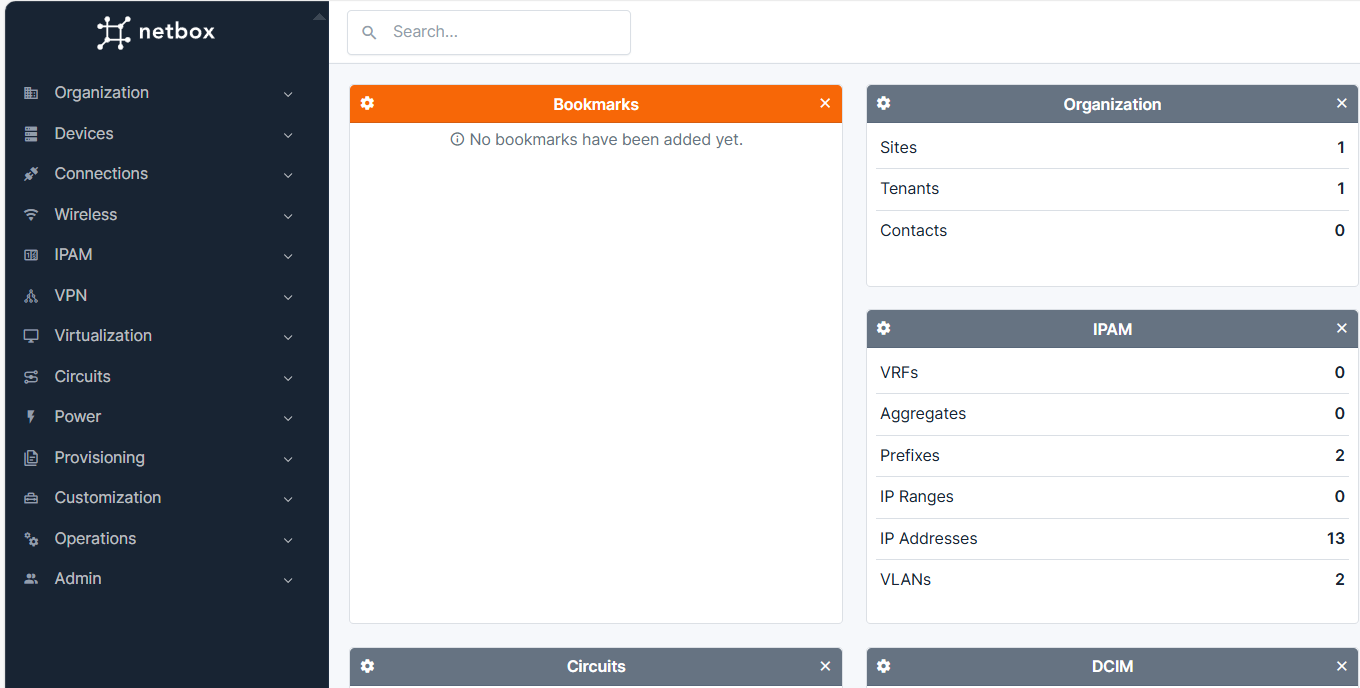 netbox
Search...
Organization
Devices
Connections
Wireless
IPAM
VPN
Virtualization
Circuits
Power
Provisioning
Customization
Operations
Admin
Bookmarks
No bookmarks have been added yet.
Organization
Sites 1
Tenants 1
Contacts 0
IPAM
VRFs 0
Aggregates 0
Prefixes 2
IP Ranges 0
IP Addresses 13
VLANs 2
Circuits
DCIM